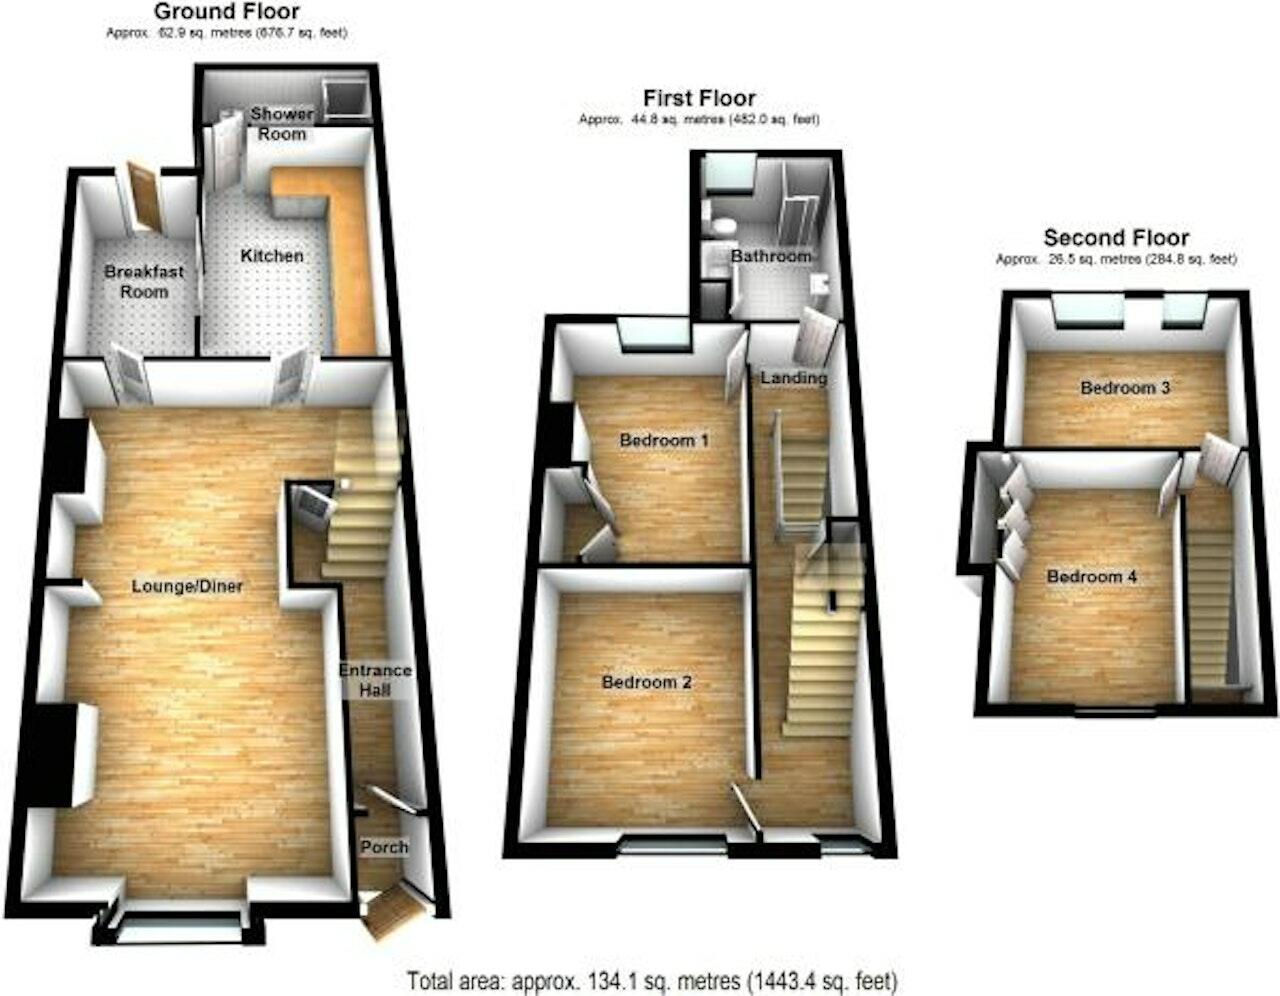 Ground Floor
Approx. 62.9 sq. metres (676.7 sq. feet)
Shower
Room
Kitchen
Breakfast
Room
Lounge/Diner
Entrance
Hall
Porch
First Floor
Approx. 44.8 sq. metres (482.0 sq. feet)
Bathroom
Landing
Bedroom 1
Bedroom 2
Second Floor
Approx. 26.5 sq. metres (284.8 sq. feet)
Bedroom 3
Bedroom 4
Total area: approx. 134.1 sq. metres (1443.4 sq. feet)